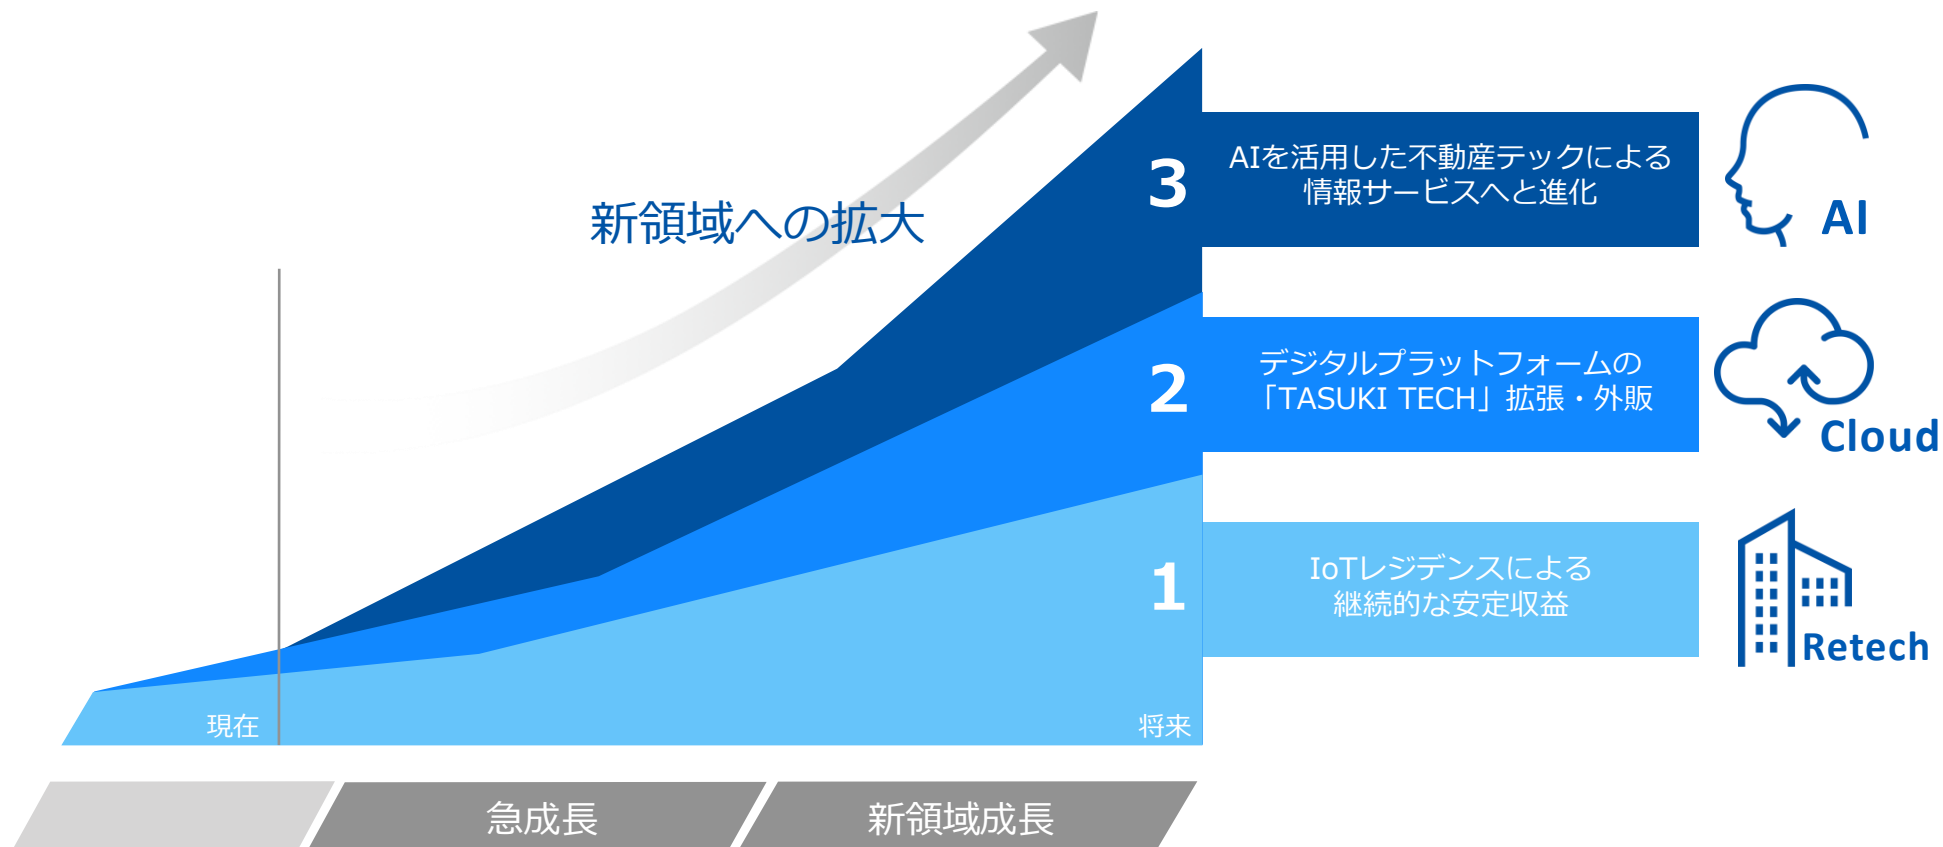 新領域への拡大
3
AIを活用した不動産テックによる
情報サービスへと進化
AI
2
デジタルプラットフォームの
「TASUKI TECH」拡張・外販
Cloud
1
IoTレジデンスによる
継続的な安定収益
Retech
現在
将来
急成長
新領域成長